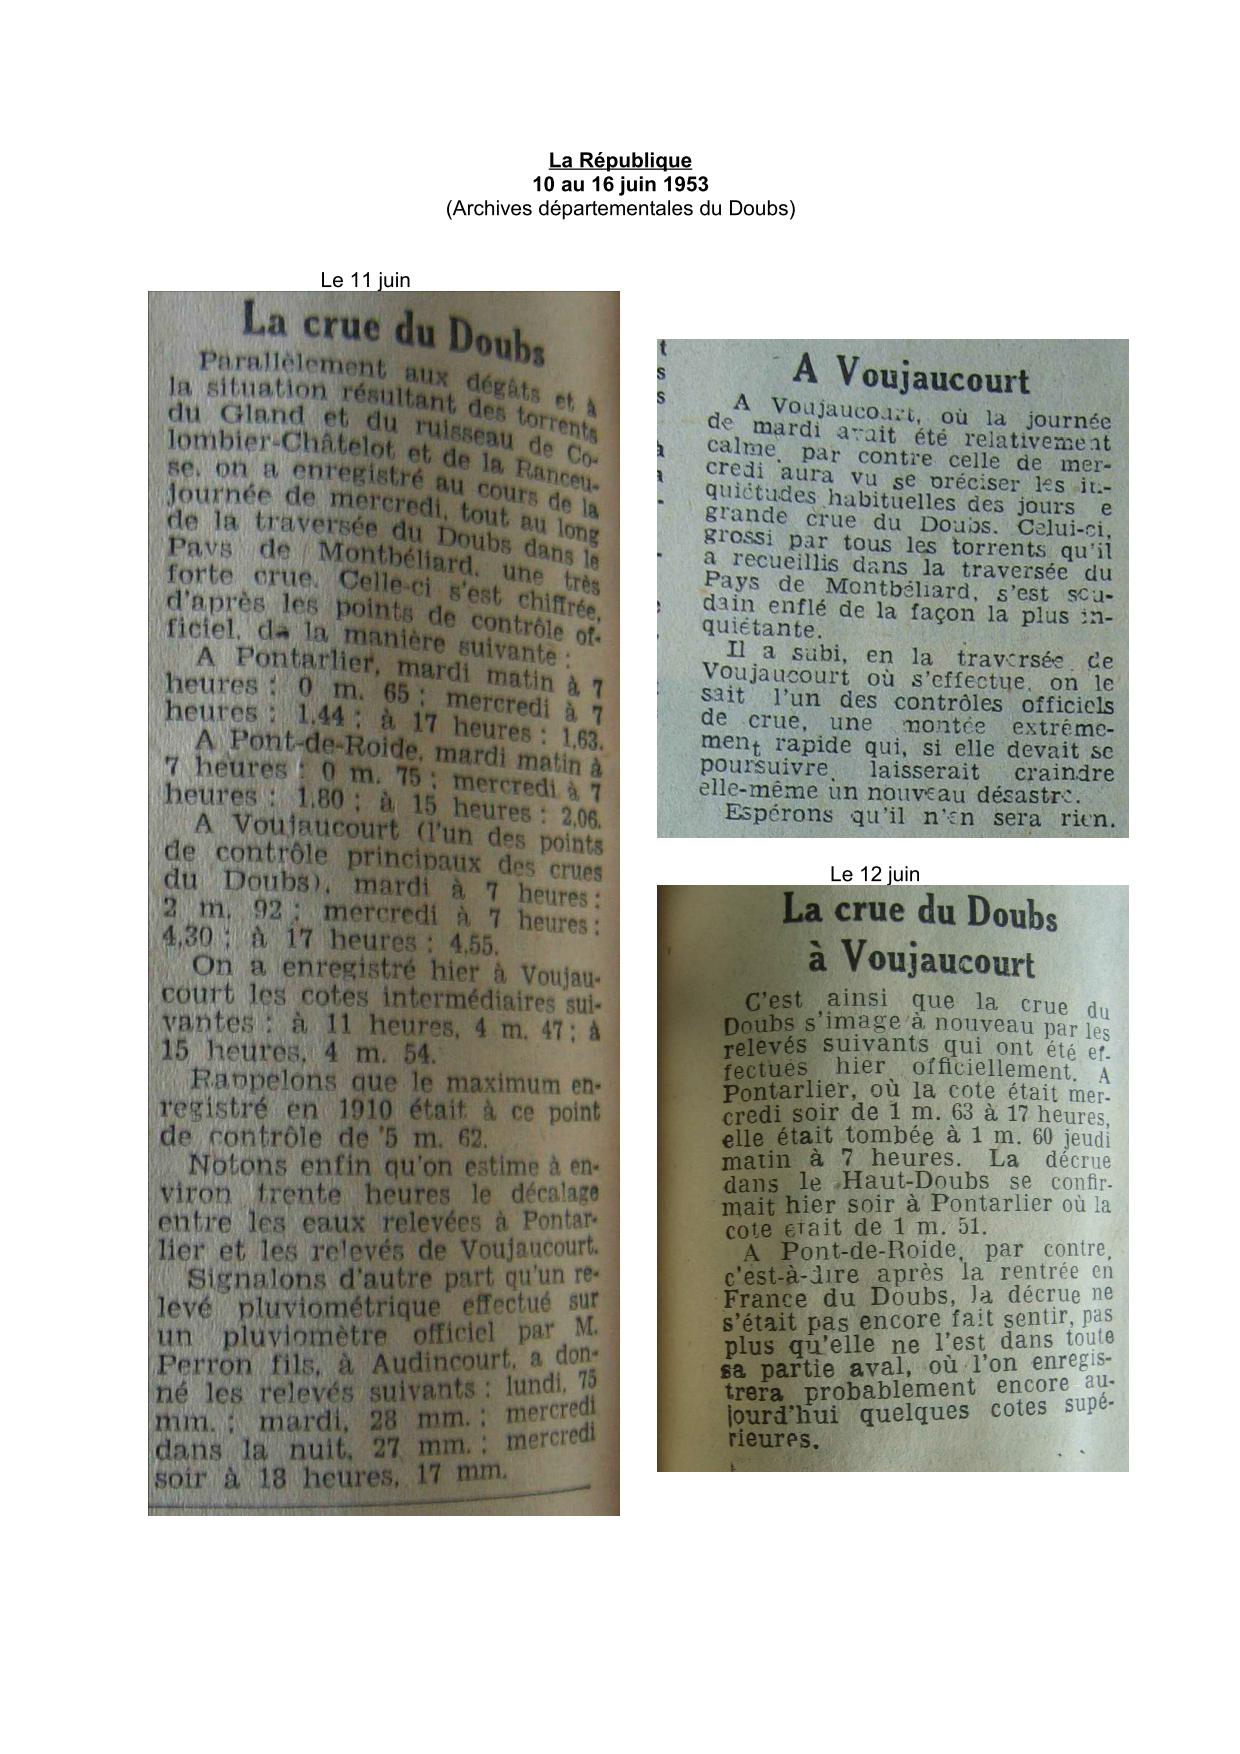 La République
10 au 16 juin 1953
(Archives départementales du Doubs)
Le 11 juin
La crue du Doubs
Parallèlement aux dégâts et à
la situation résultant des torrents
du Gland et du ruisseau de Co-
lombier-Châtelot et de la Ranceu-
se, on a enregistré au cours de la
journée de mercredi, tout au long
de la traversée du Doubs dans le
Pays de Montbéliard, une très
forte crue. Celle-ci s'est chiffrée,
d'après les points de contrôle of-
ficiel, de la manière suivante :
A Pontarlier, mardi matin à 7
heures : 0 m. 65 ; mercredi à 7
heures : 1,44 ; à 17 heures : 1,63.
A Pont-de-Roide, mardi matin à
7 heures : 0 m. 75 ; mercredi à 7
heures : 1,80 ; à 15 heures : 2,06.
A Voujaucourt (l'un des points
de contrôle principaux des crues
du Doubs), mardi à 7 heures :
2 m. 92 ; mercredi à 7 heures :
4,30 ; à 17 heures : 4,55.
On a enregistré hier à Voujau-
court les cotes intermédiaires sui-
vantes : à 11 heures, 4 m. 47 ; à
15 heures, 4 m. 54.
Rappelons que le maximum en-
registré en 1910 était à ce point
de contrôle de 5 m. 62.
Notons enfin qu'on estime à en-
viron trente heures le décalage
entre les eaux relevées à Pontar-
lier et les relevés de Voujaucourt.
Signalons d'autre part qu'un re-
levé pluviométrique effectué sur
un pluviomètre officiel par M.
Perron fils, à Audincourt, a don-
né les relevés suivants : lundi, 75
mm. ; mardi, 28 mm. ; mercredi
dans la nuit, 27 mm. ; mercredi
soir à 18 heures, 17 mm.
A Voujaucourt
A Voujaucourt, où la journée
de mardi avait été relativement
calme, par contre celle de mer-
credi aura vu se préciser les in-
quiétudes habituelles des jours e
grande crue du Doubs. Celui-ci,
grossi par tous les torrents qu'il
a recueillis dans la traversée du
Pays de Montbéliard, s'est sou-
dain enflé de la façon la plus in-
quiétante.
Il a subi, en la traversée de
Voujaucourt où s'effectue, on le
sait l'un des contrôles officiels
de crue, une montée extrême-
ment rapide qui, si elle devait se
poursuivre, laisserait craindre
elle-même un nouveau désastre.
Espérons qu'il n'en sera rien.
Le 12 juin
La crue du Doubs
à Voujaucourt
C'est ainsi que la crue du
Doubs s'image à nouveau par les
relevés suivants qui ont été ef-
fectués hier officiellement. A
Pontarlier, où la cote était mer-
credi soir de 1 m. 63 à 17 heures,
elle était tombée à 1 m. 60 jeudi
matin à 7 heures. La décrue
dans le Haut-Doubs se confir-
mait hier soir à Pontarlier où la
cote était de 1 m. 51.
A Pont-de-Roide, par contre,
c'est-à-dire après la rentrée en
France du Doubs, la décrue ne
s'était pas encore fait sentir, pas
plus qu'elle ne l'est dans toute
sa partie aval, où l'on enregis-
trera probablement encore au-
jourd'hui quelques cotes supé-
rieures.